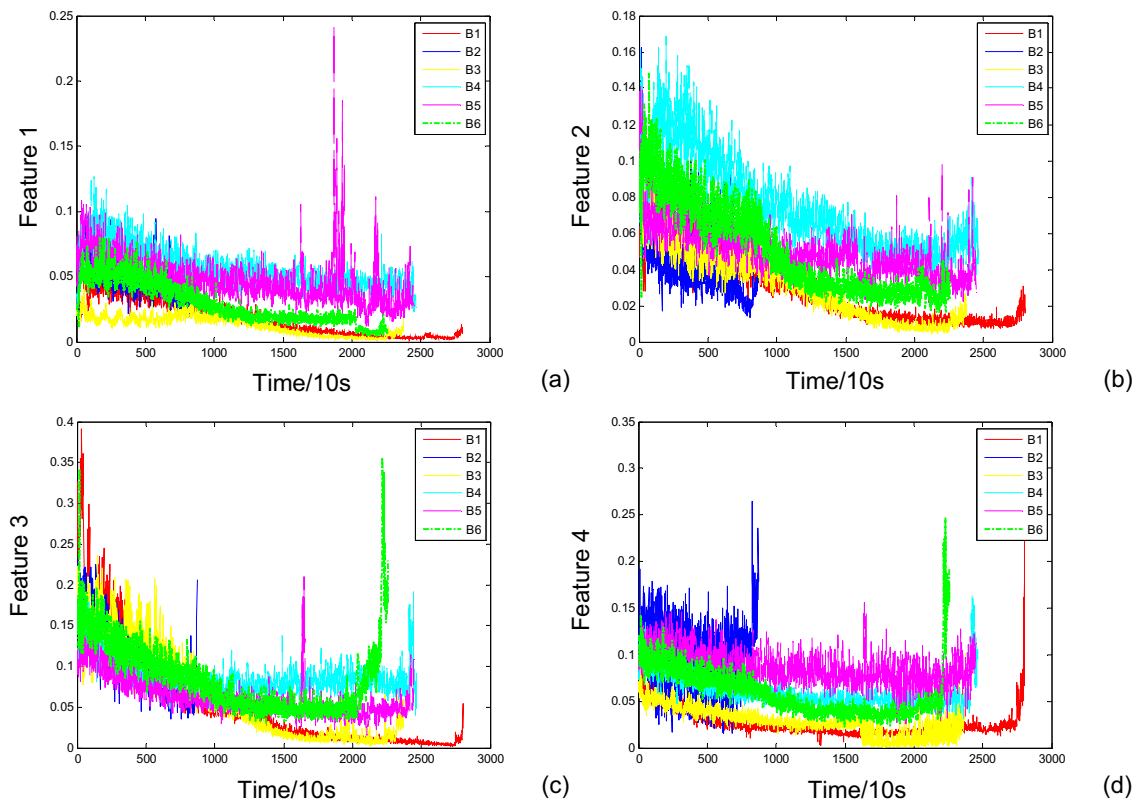 0.25
0.2
0.15
0.1
0.05
0
0 500 1000 1500 2000 2500 3000
Feature 1
Time/10s
B1
B2
B3
B4
B5
B6
(a)
0.18
0.16
0.14
0.12
0.1
0.08
0.06
0.04
0.02
0
0 500 1000 1500 2000 2500 3000
Feature 2
Time/10s
B1
B2
B3
B4
B5
B6
(b)
0.4
0.35
0.3
0.25
0.2
0.15
0.1
0.05
0
0 500 1000 1500 2000 2500 3000
Feature 3
Time/10s
B1
B2
B3
B4
B5
B6
(c)
0.35
0.3
0.25
0.2
0.15
0.1
0.05
0
0 500 1000 1500 2000 2500 3000
Feature 4
Time/10s
B1
B2
B3
B4
B5
B6
(d)